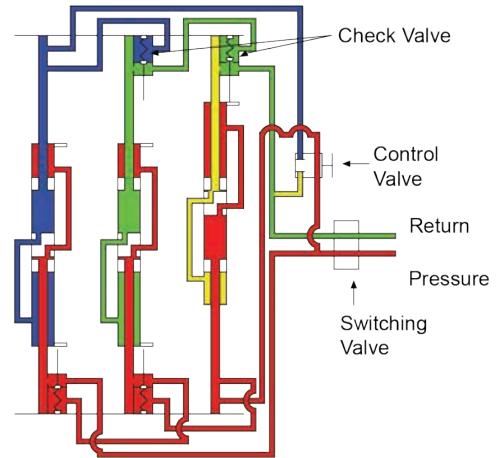 Check Valve
Control
Valve
Return
Pressure
Switching
Valve